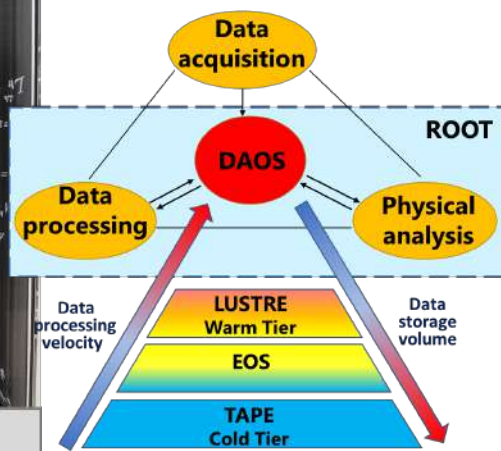 Data
acquisition
ROOT
DAOS
Data
processing
Physical
analysis
Data
processing
velocity
LUSTRE
Warm Tier
Data
storage
volume
EOS
TAPE
Cold Tier